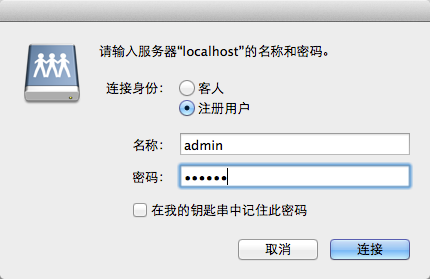 请输入服务器“localhost”的名称和密码。
连接身份: 客人
注册用户
名称: admin
密码: ••••••
在我的钥匙串中记住此密码
取消 连接